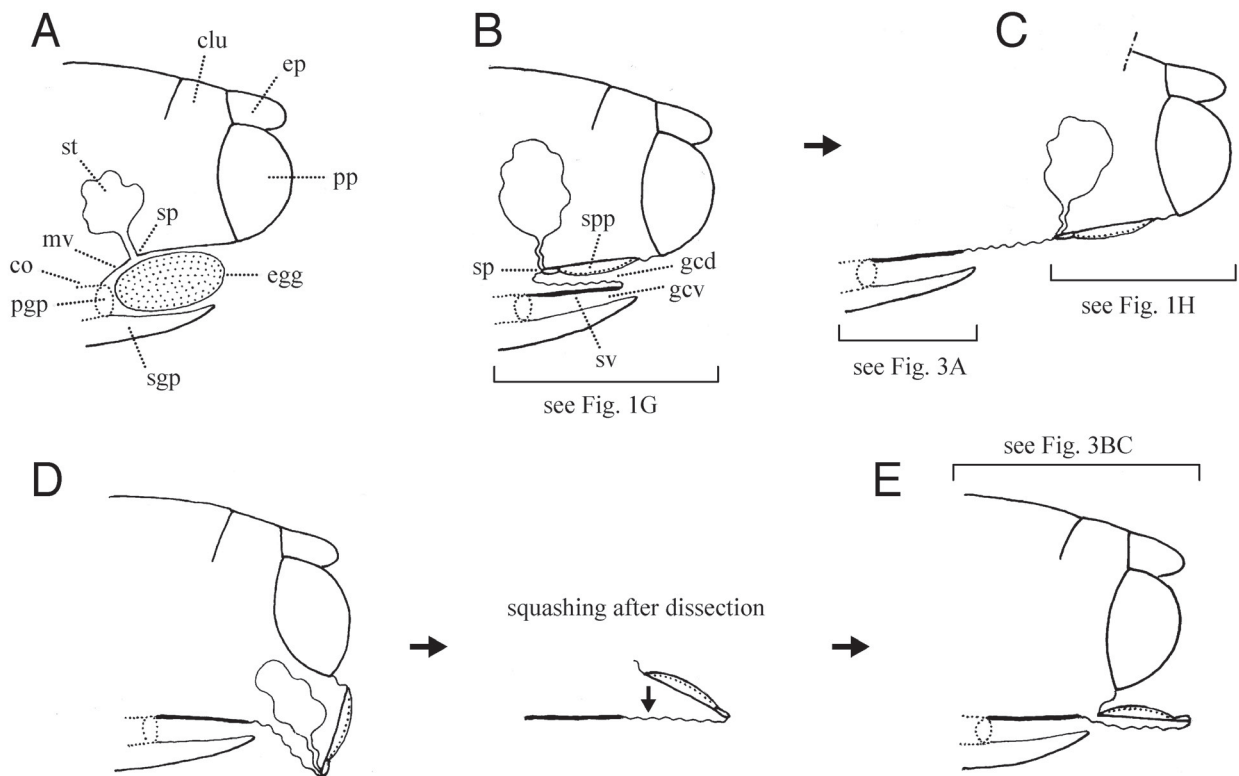 A
clu
ep
st
sp
pp
mv
co
egg
pgp
sgp
B
spp
sp
gcd
gcv
sv
see Fig. 1G
C
see Fig. 1H
see Fig. 3A
D
squashing after dissection
E
see Fig. 3BC